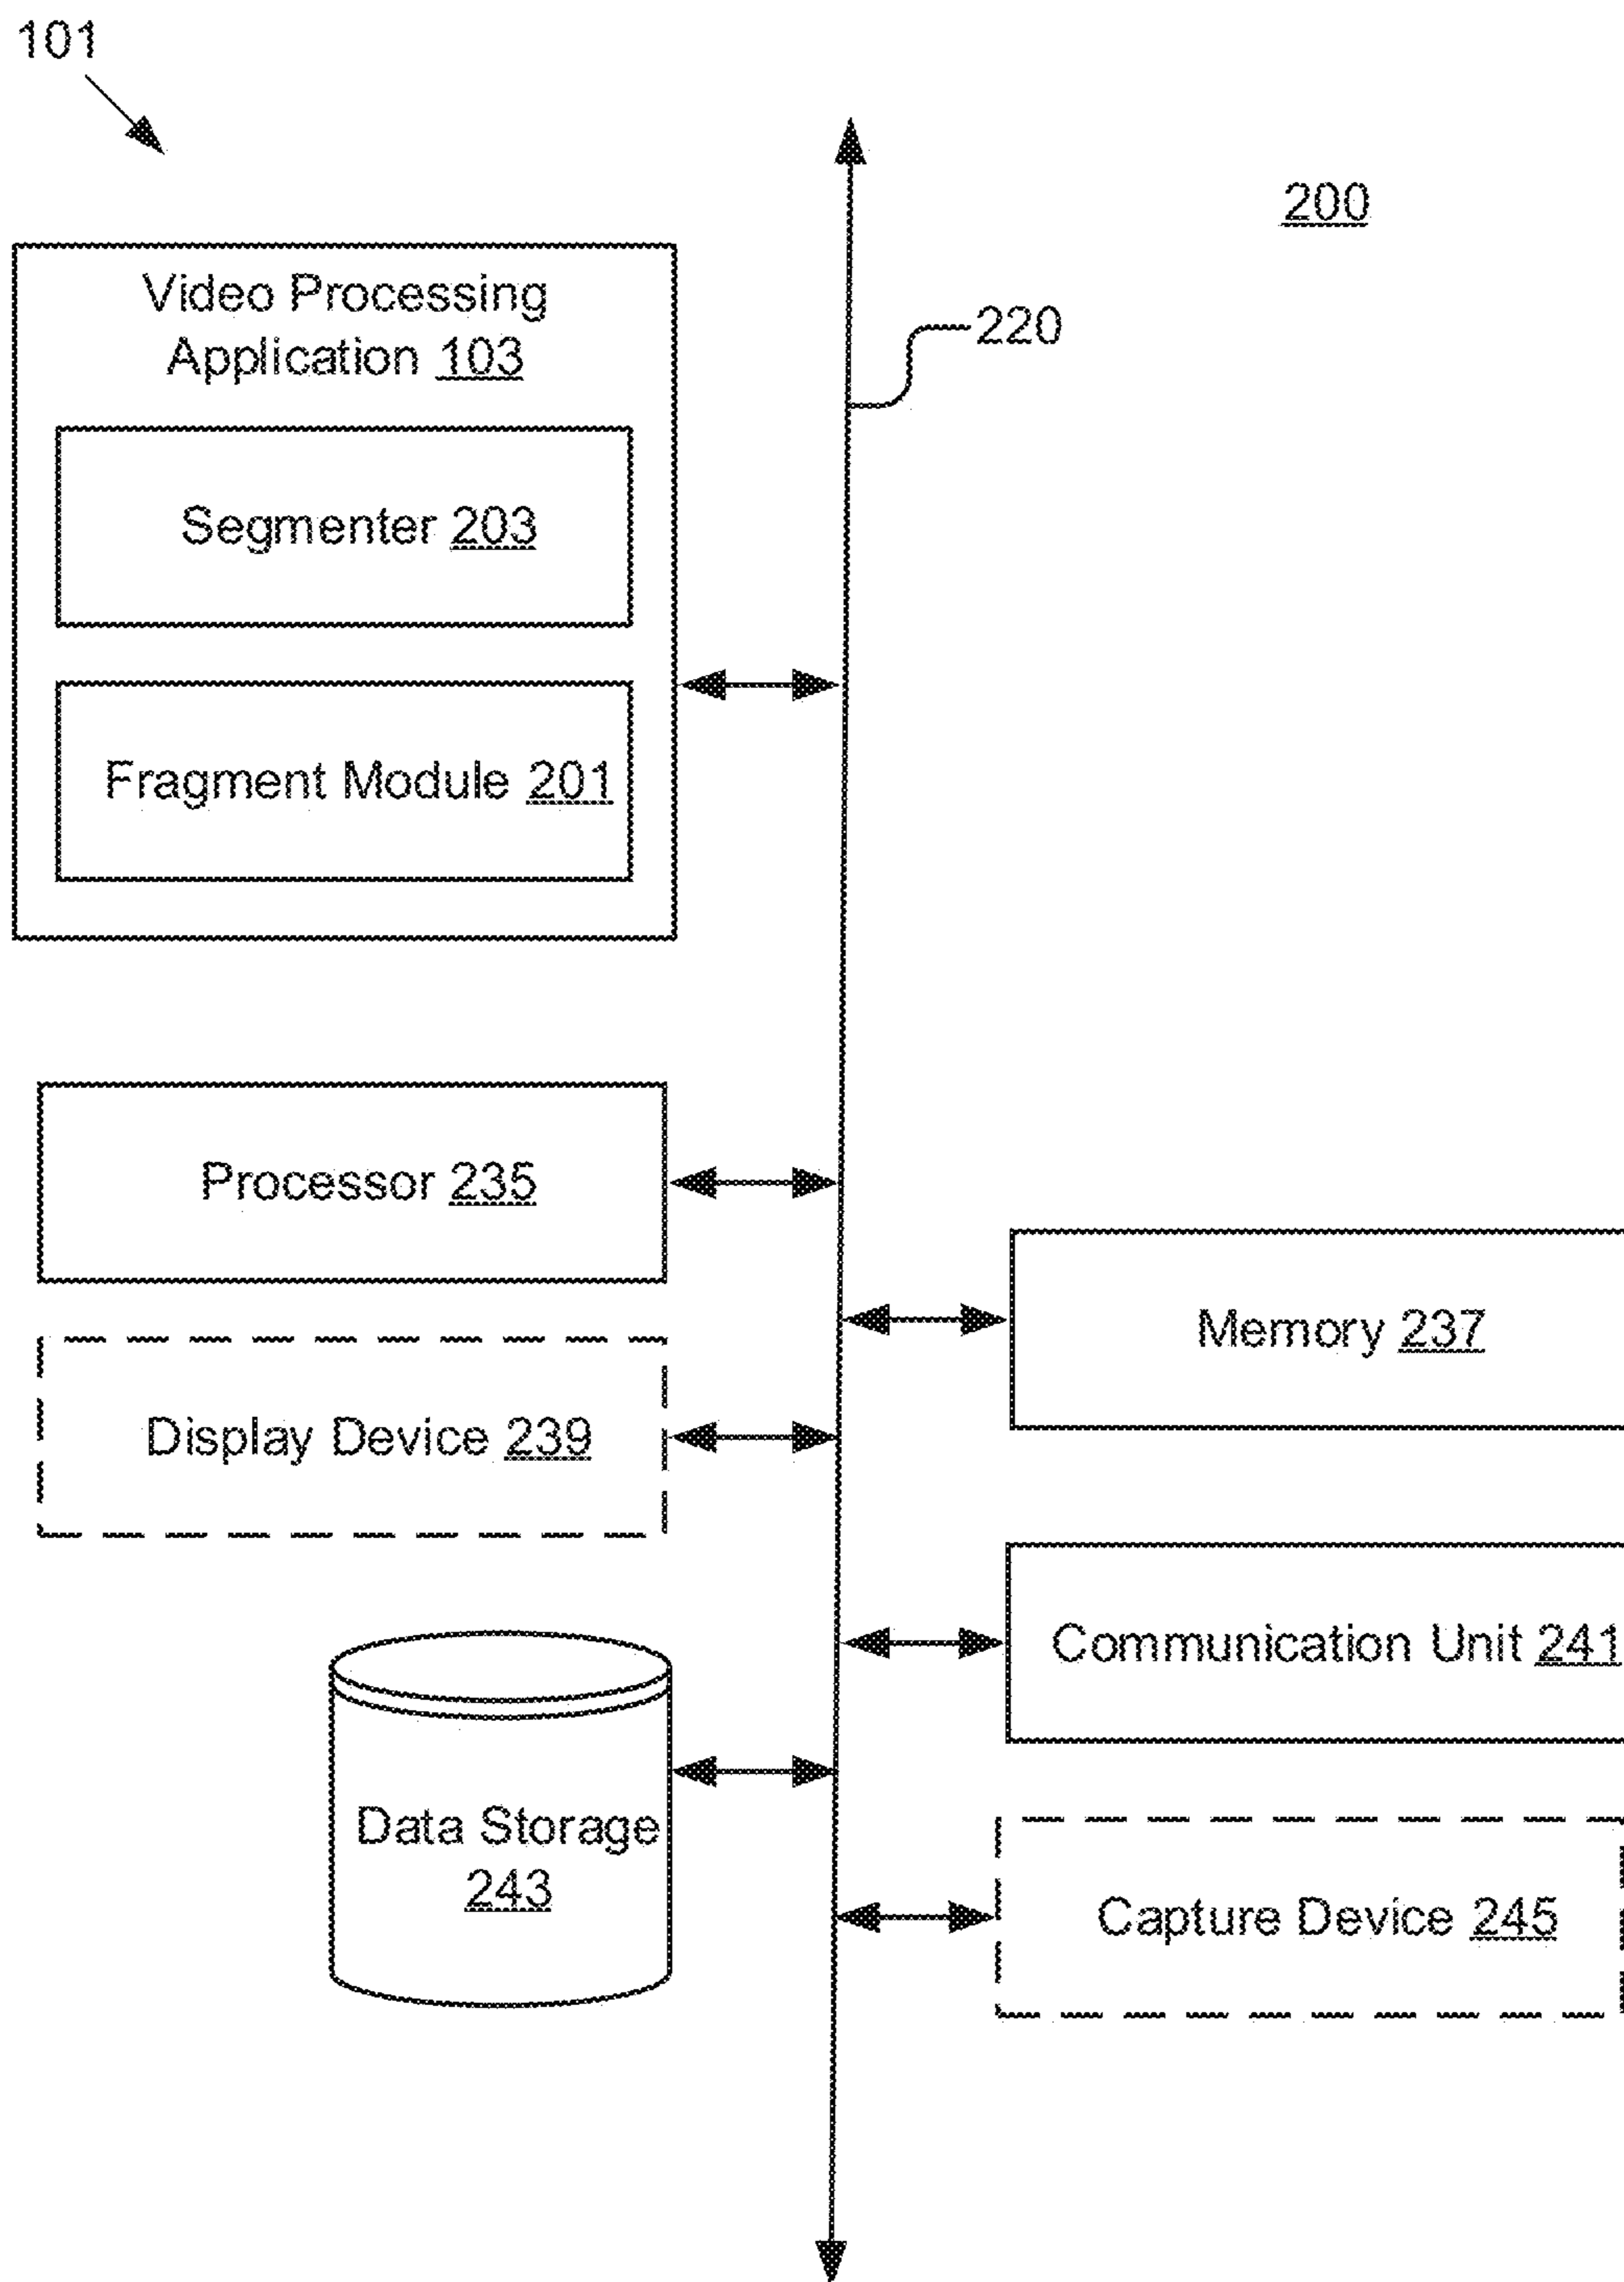 101
200
220
Video Processing
Application 103
Segmenter 203
Fragment Module 201
Processor 235
Memory 237
Display Device 239
Communication Unit 241
Data Storage
243
Capture Device 245